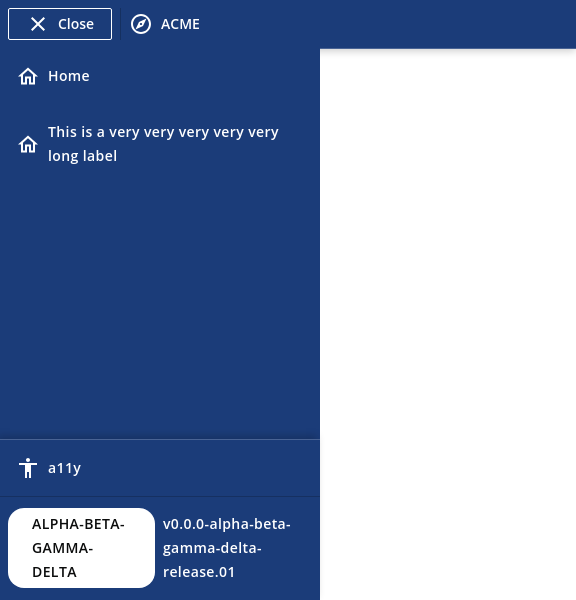 Close
ACME
Home
This is a very very very very very
long label
a11y
ALPHA-BETA-
GAMMA-
DELTA
v0.0.0-alpha-beta-
gamma-delta-
release.01